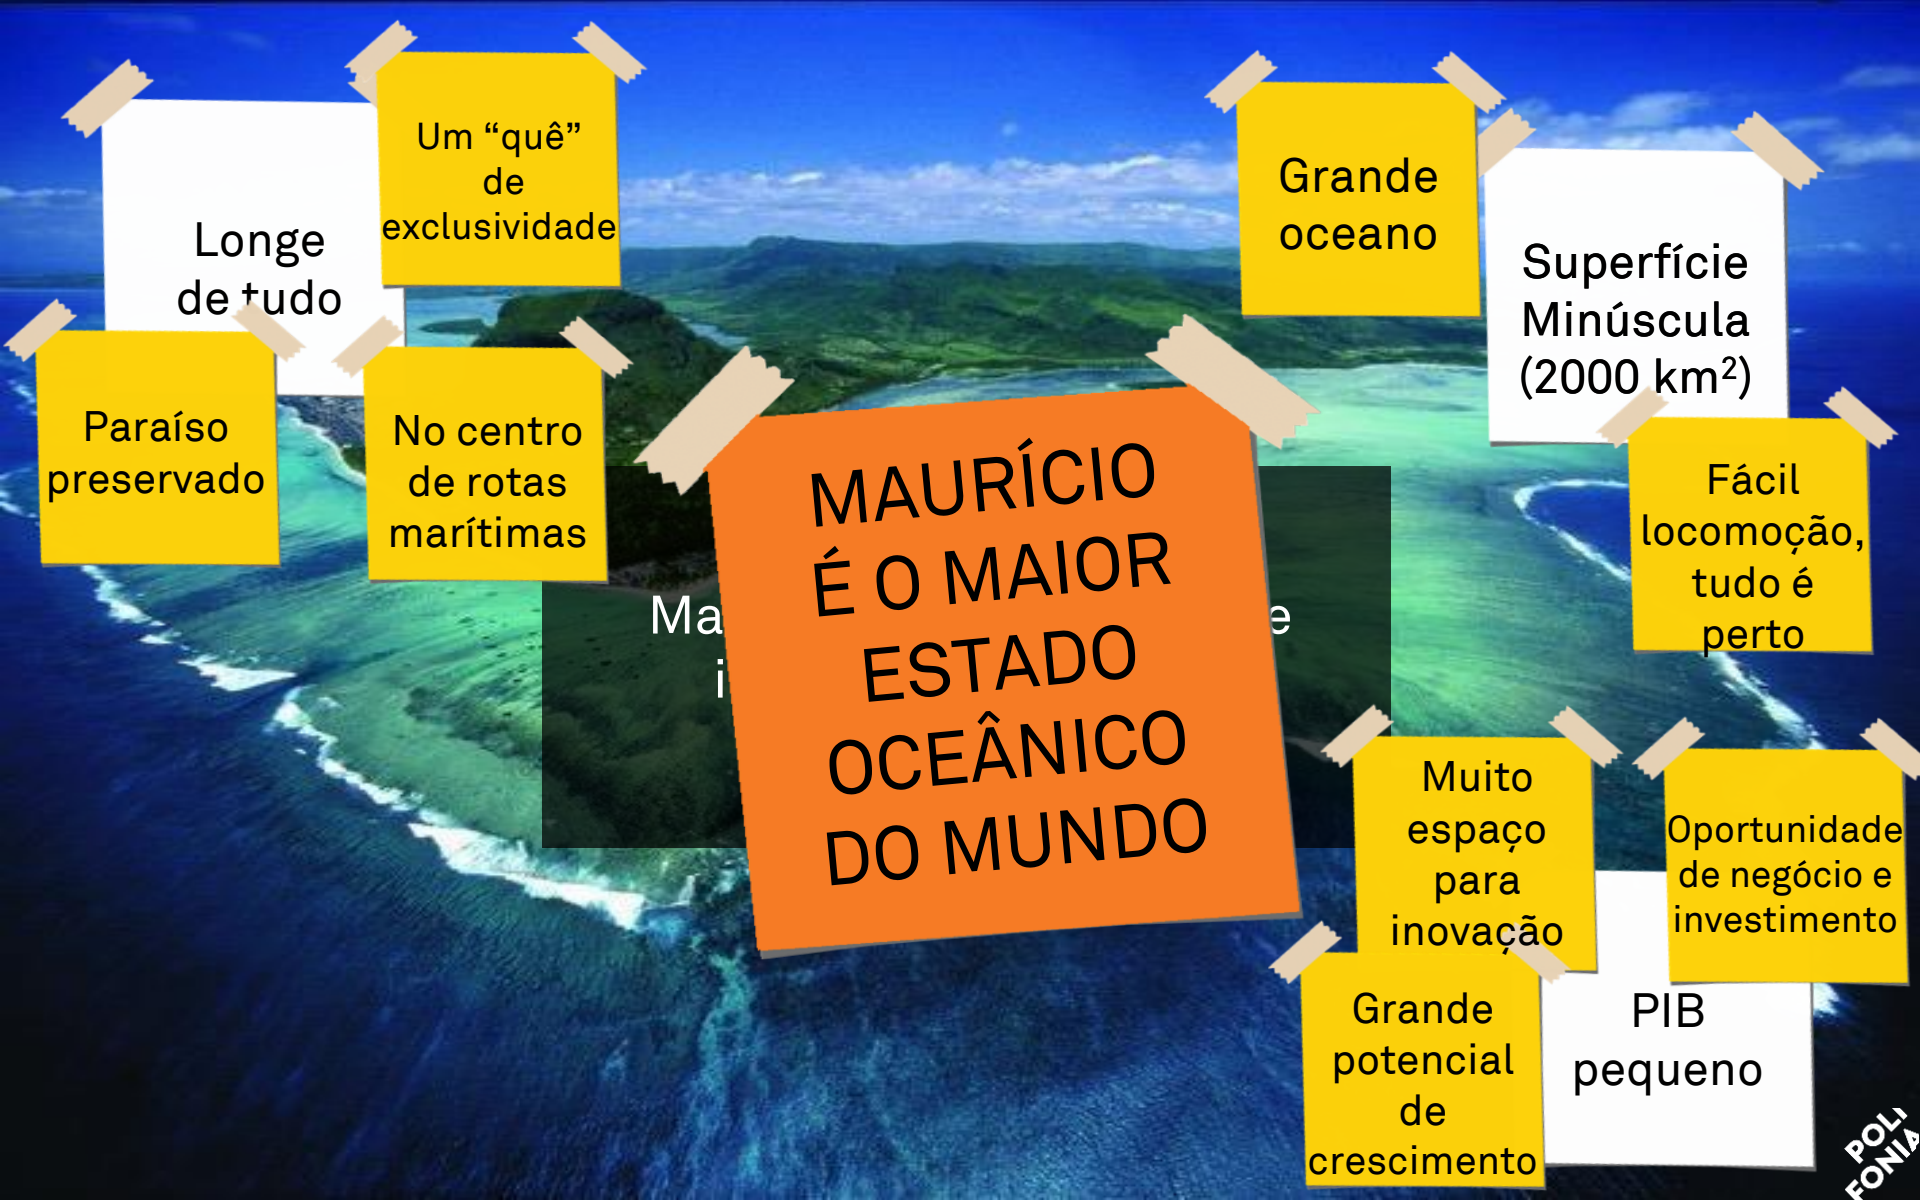 Um “quê”
de
exclusividade
Longe
de tudo
Paraíso
preservado
No centro
de rotas
marítimas
Grande
oceano
Superfície
Minúscula
(2000 km²)
Fácil
locomoção,
tudo é
perto
MAURÍCIO
É O MAIOR
ESTADO
OCEÂNICO
DO MUNDO
Muito
espaço
para
inovação
Oportunidade
de negócio e
investimento
Grande
potencial
de
crescimento
PIB
pequeno
POLI
FONIA